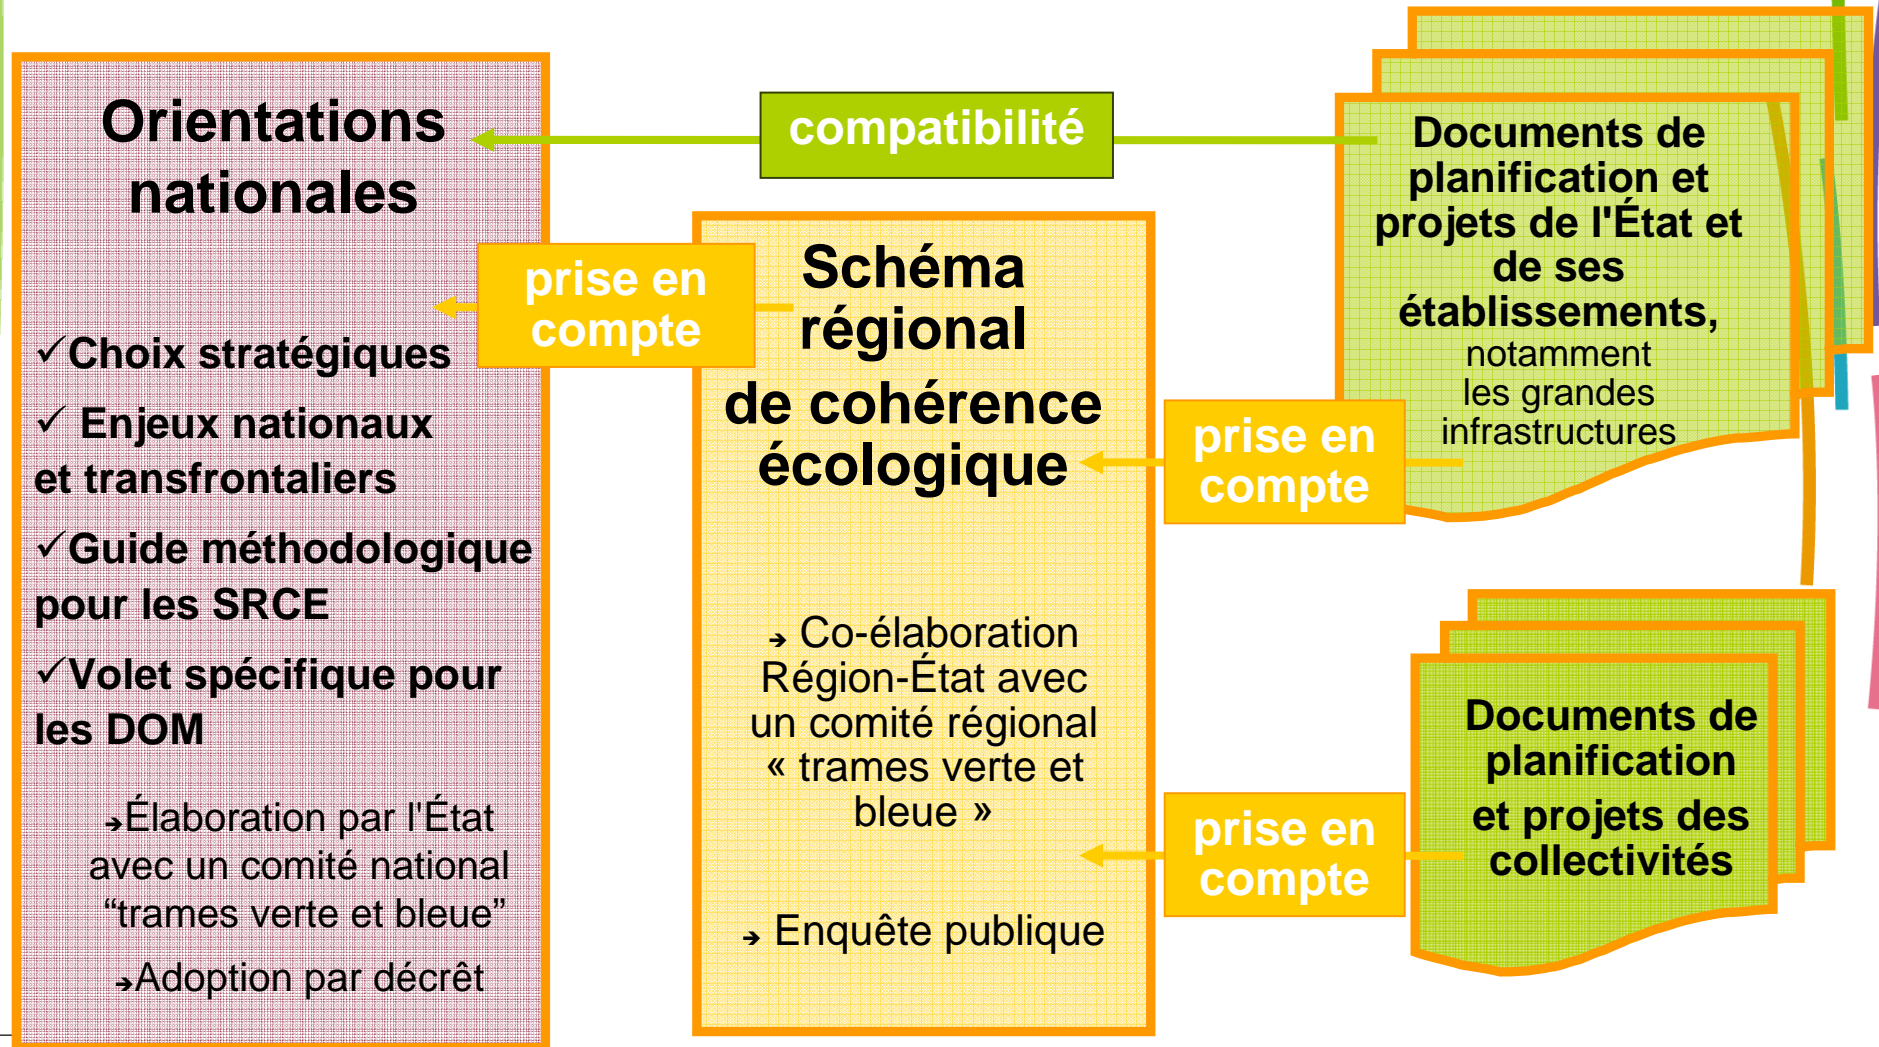 Orientations
nationales
✓Choix stratégiques
✓ Enjeux nationaux
et transfrontaliers
✓Guide méthodologique
pour les SRCE
✓Volet spécifique pour
les DOM
➔Élaboration par l'État
avec un comité national
“trames verte et bleue”
➔Adoption par décrêt
compatibilité
prise en
compte
Schéma
régional
de cohérence
écologique
➔ Co-élaboration
Région-État avec
un comité régional
« trames verte et
bleue »
➔ Enquête publique
prise en
compte
prise en
compte
Documents de
planification et
projets de l'État et
de ses
établissements,
notamment
les grandes
infrastructures
Documents de
planification
et projets des
collectivités